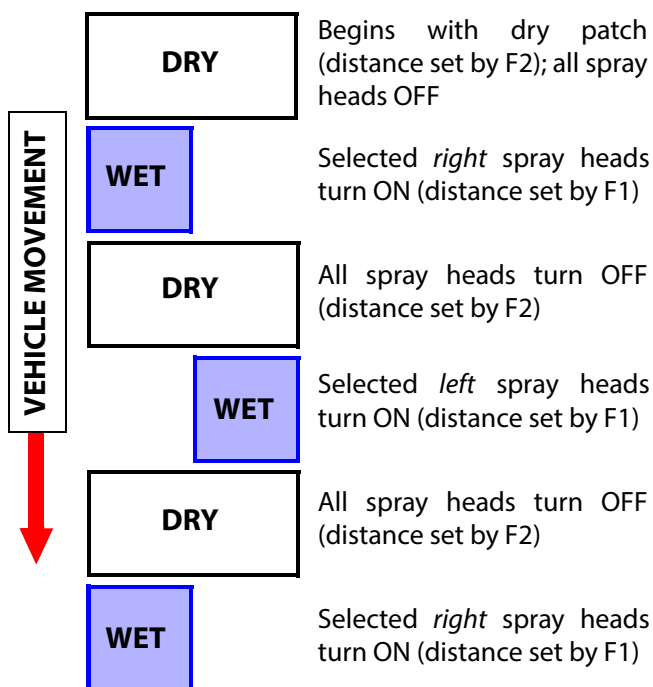 DRY
Begins with dry patch
(distance set by F2); all spray
heads OFF
VEHICLE MOVEMENT
WET
Selected right spray heads
turn ON (distance set by F1)
DRY
All spray heads turn OFF
(distance set by F2)
WET
Selected left spray heads
turn ON (distance set by F1)
DRY
All spray heads turn OFF
(distance set by F2)
WET
Selected right spray heads
turn ON (distance set by F1)